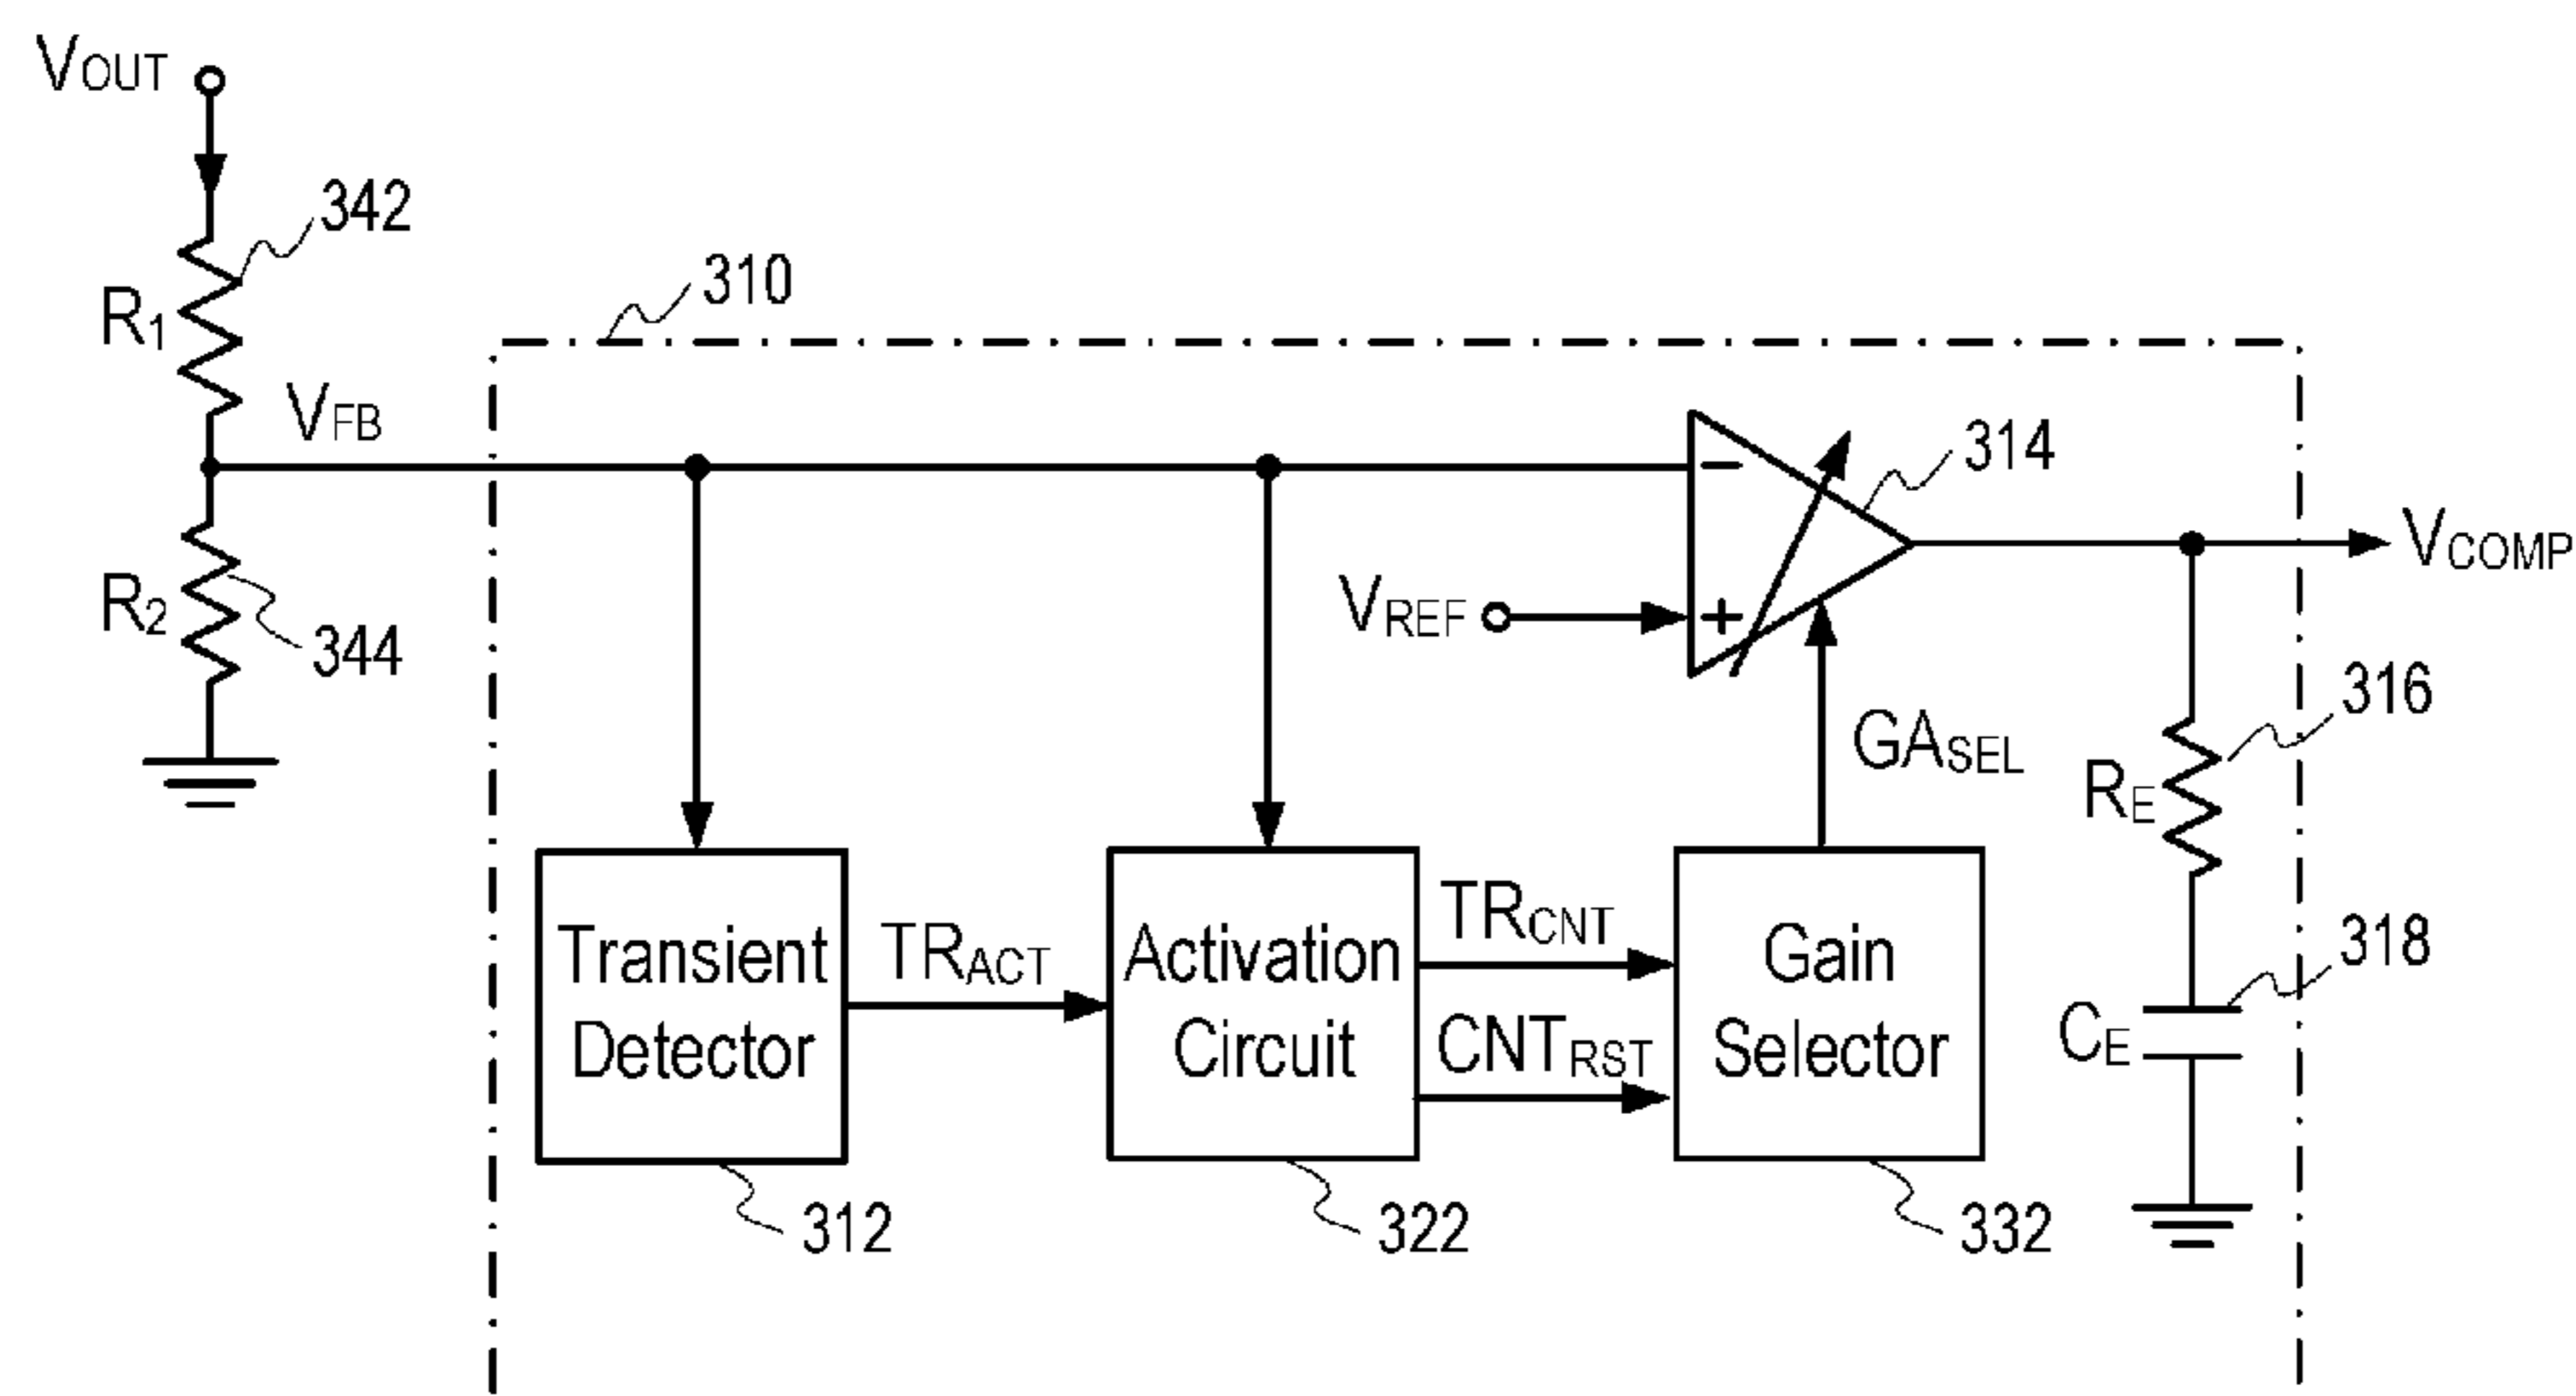 VOUT
342
R1
310
VFB
314
VCOMP
R2
344
VREF
GASEL
316
RE
318
CE
Transient
Detector
TRACT
Activation
Circuit
TRCNT
CNTRST
Gain
Selector
312
322
332
−
+